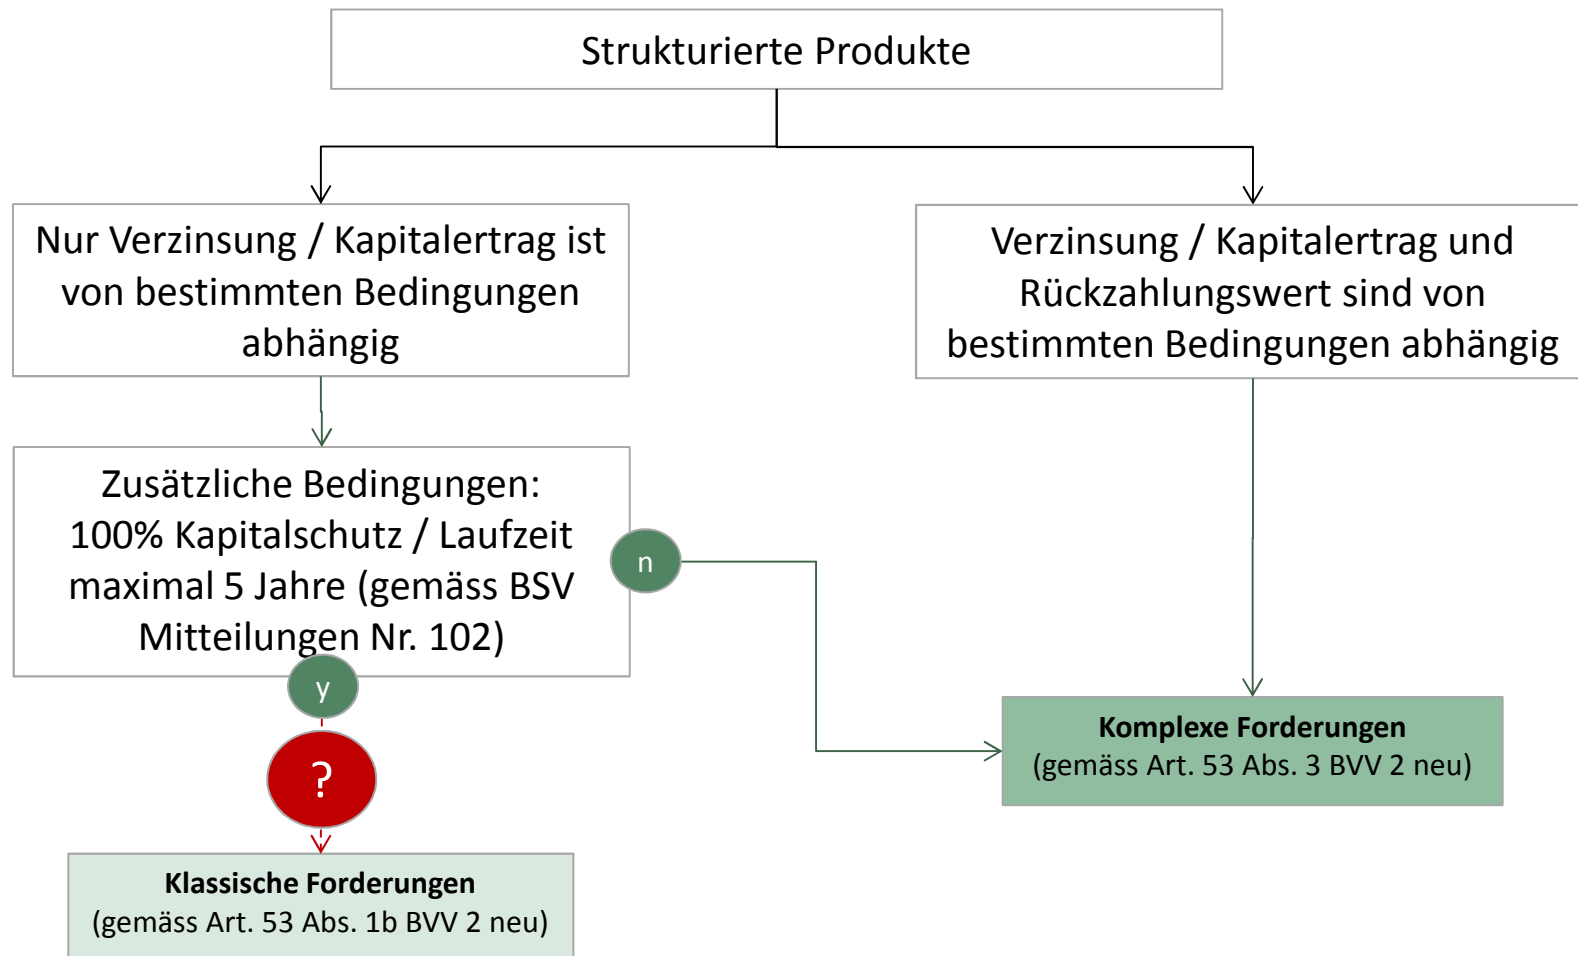 Strukturierte Produkte
Nur Verzinsung / Kapitalertrag ist
von bestimmten Bedingungen
abhängig
Verzinsung / Kapitalertrag und
Rückzahlungswert sind von
bestimmten Bedingungen abhängig
Zusätzliche Bedingungen:
100% Kapitalschutz / Laufzeit
maximal 5 Jahre (gemäss BSV
Mitteilungen Nr. 102)
n
y
?
Komplexe Forderungen
(gemäss Art. 53 Abs. 3 BVV 2 neu)
Klassische Forderungen
(gemäss Art. 53 Abs. 1b BVV 2 neu)